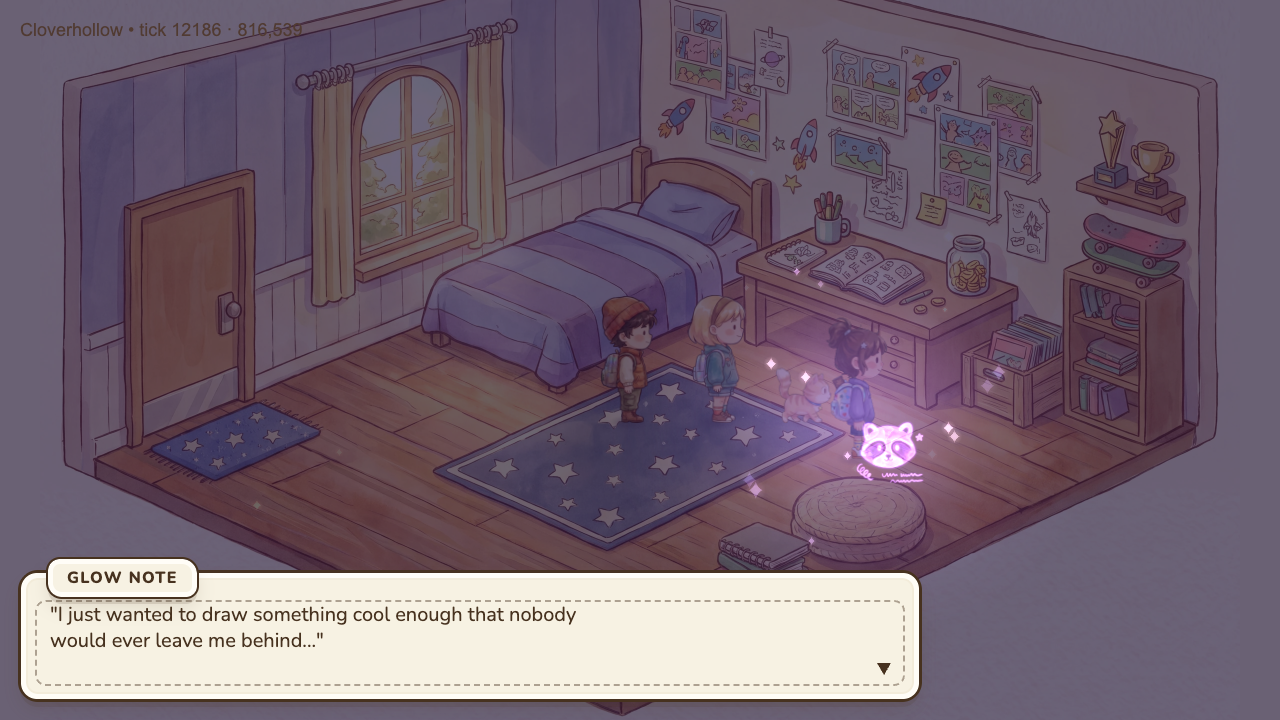 Cloverhollow • tick 12186 · 816,539
GLOW NOTE
"I just wanted to draw something cool enough that nobody
would ever leave me behind..."